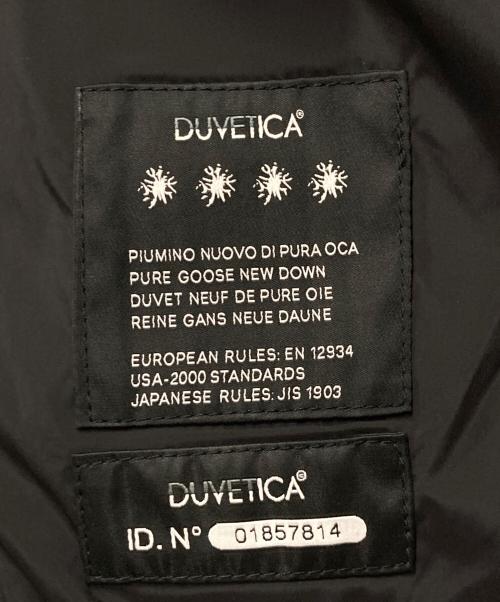 DUVETICA®
PIUMINO NUOVO DI PURA OCA
PURE GOOSE NEW DOWN
DUVET NEUF DE PURE OIE
REINE GANS NEUE DAUNE
EUROPEAN RULES: EN 12934
USA-2000 STANDARDS
JAPANESE RULES: JIS 1903
DUVETICA®
ID. N° 01857814